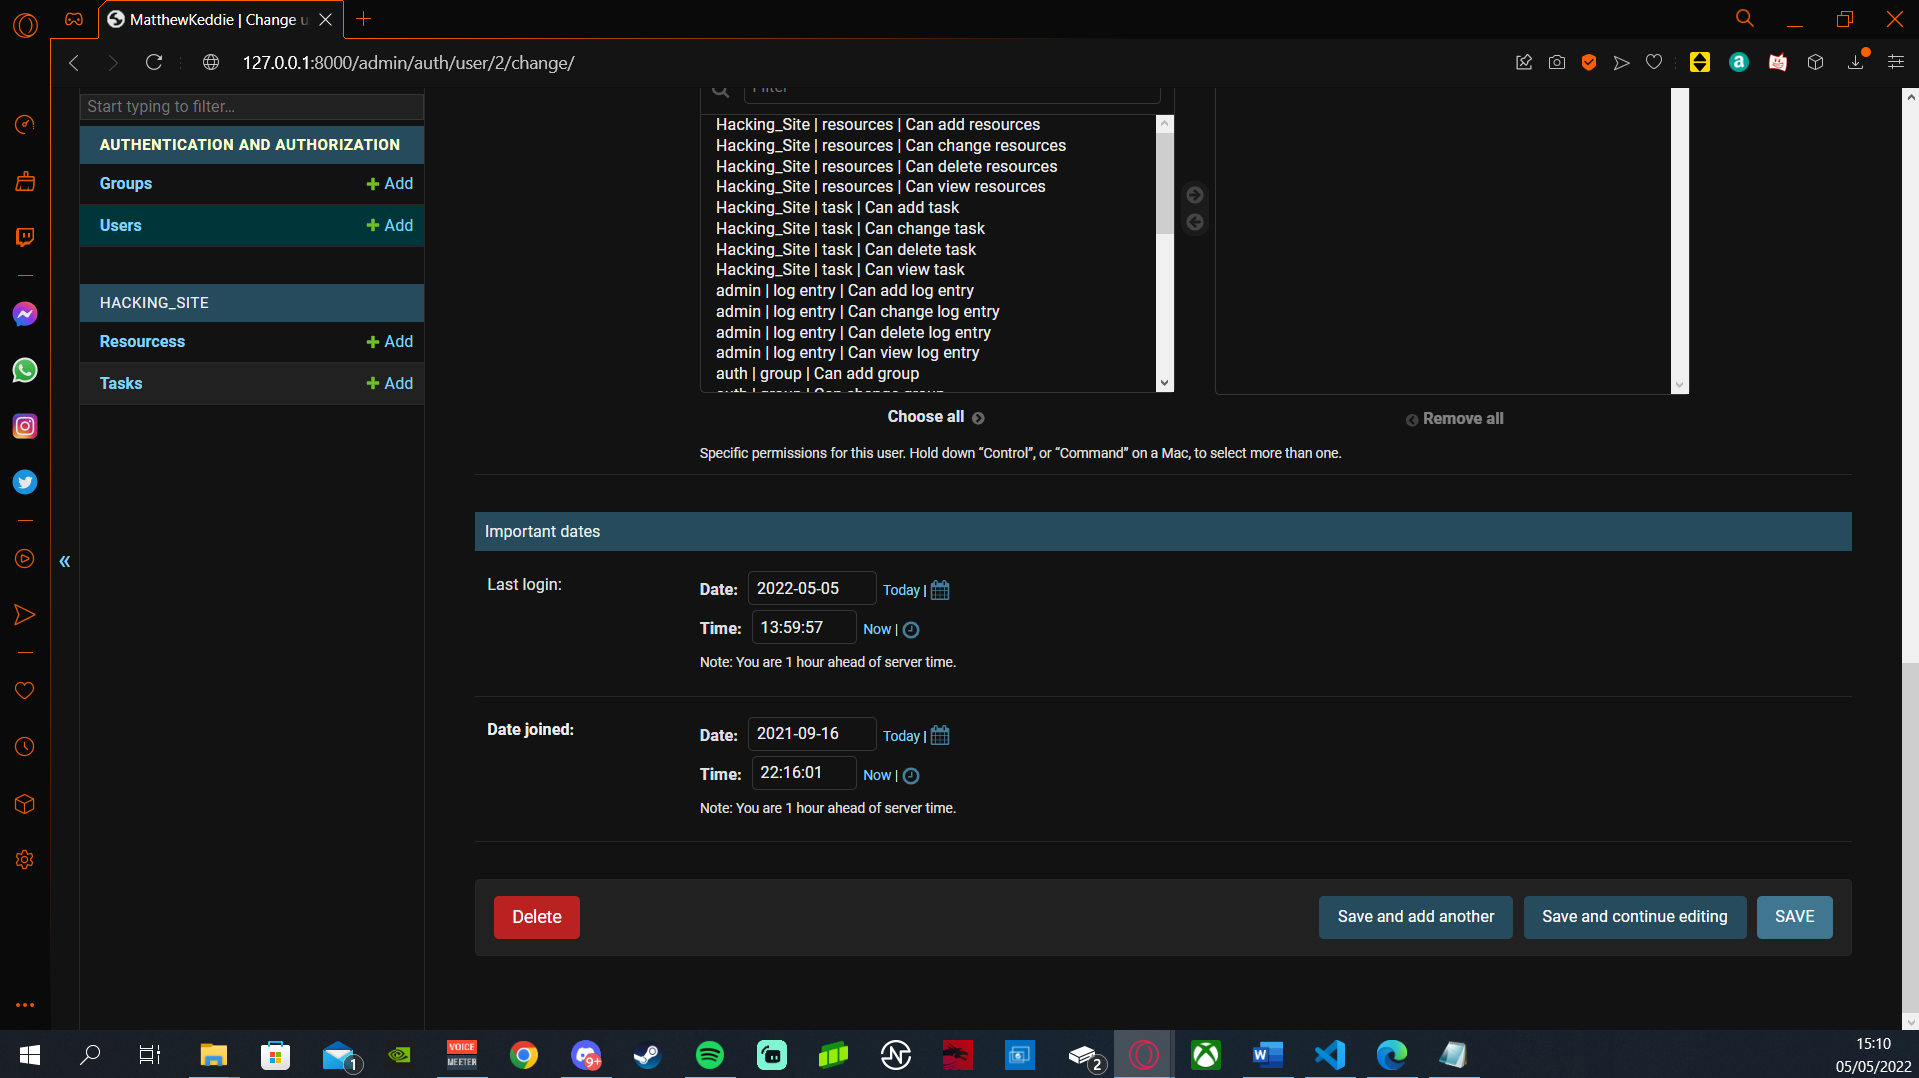 MatthewKeddie | Change u
127.0.0.1:8000/admin/auth/user/2/change/
Start typing to filter…
AUTHENTICATION AND AUTHORIZATION
Groups
Add
Users
Add
HACKING_SITE
Resourcess
Add
Tasks
Add
Filter
Hacking_Site | resources | Can add resources
Hacking_Site | resources | Can change resources
Hacking_Site | resources | Can delete resources
Hacking_Site | resources | Can view resources
Hacking_Site | task | Can add task
Hacking_Site | task | Can change task
Hacking_Site | task | Can delete task
Hacking_Site | task | Can view task
admin | log entry | Can add log entry
admin | log entry | Can change log entry
admin | log entry | Can delete log entry
admin | log entry | Can view log entry
auth | group | Can add group
auth | group | Can change group
Choose all
Remove all
Specific permissions for this user. Hold down “Control”, or “Command” on a Mac, to select more than one.
Important dates
Last login:
Date: 2022-05-05 Today |
Time: 13:59:57 Now |
Note: You are 1 hour ahead of server time.
Date joined:
Date: 2021-09-16 Today |
Time: 22:16:01 Now |
Note: You are 1 hour ahead of server time.
Delete
Save and add another
Save and continue editing
SAVE
1
VOICE
MEETER
9+
2
15:10
05/05/2022